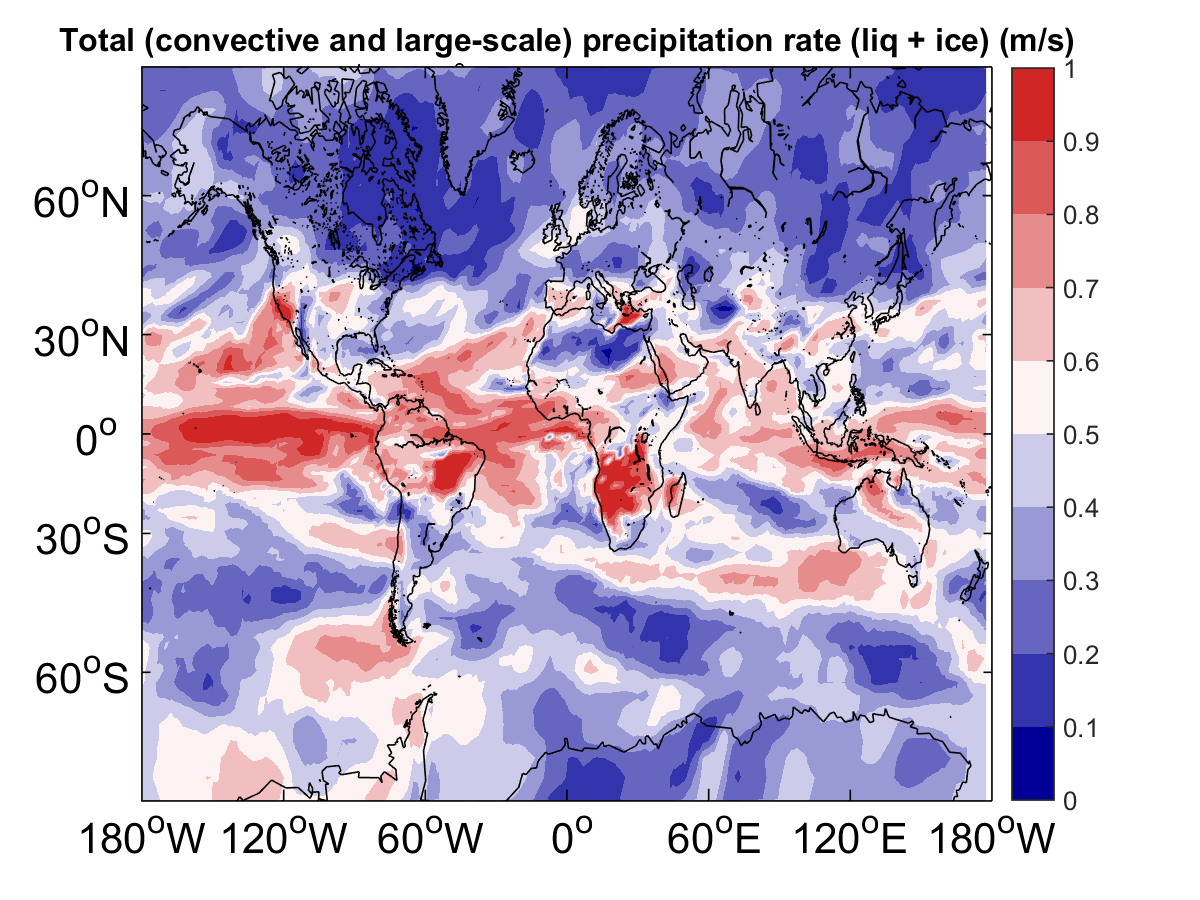 Total (convective and large-scale) precipitation rate (liq + ice) (m/s)
1
0.9
0.8
0.7
0.6
0.5
0.4
0.3
0.2
0.1
0
60°N
30°N
0°
30°S
60°S
180°W 120°W 60°W 0° 60°E 120°E 180°W